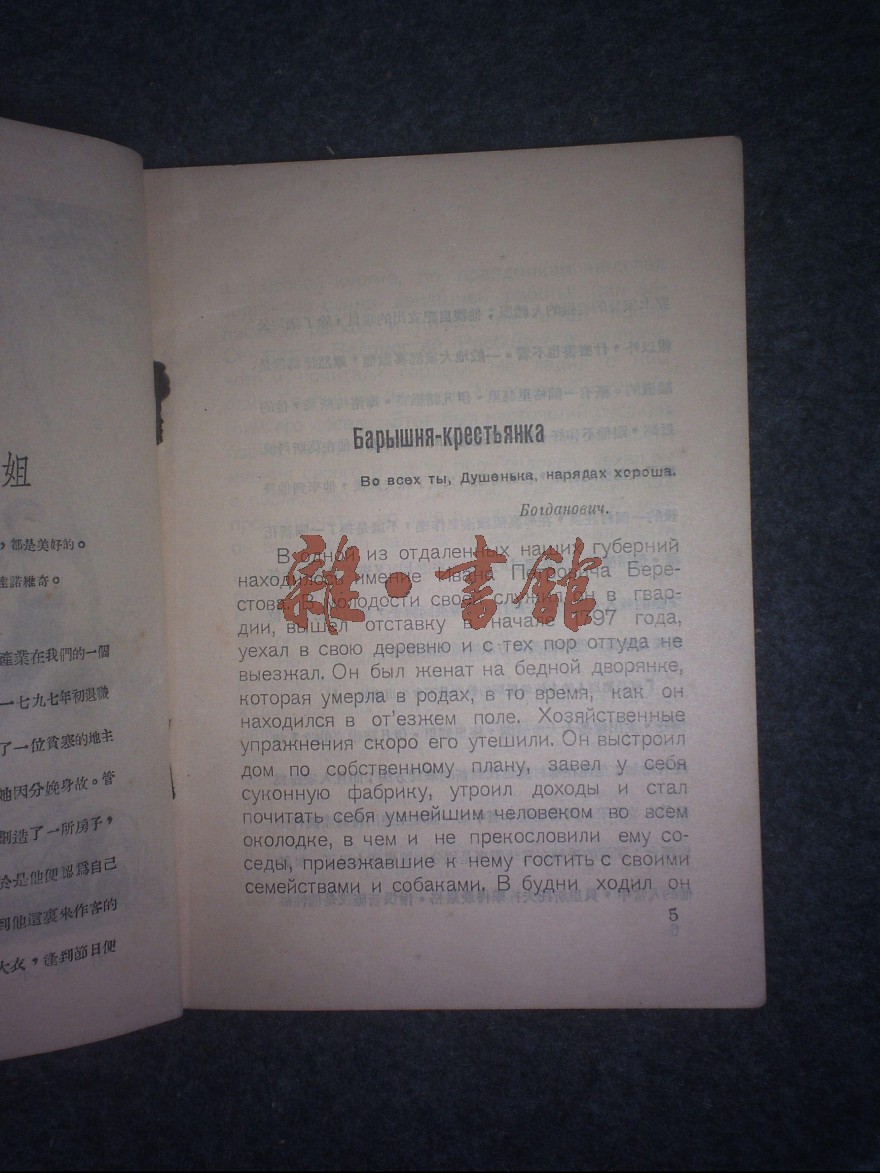 姐
，都是美好的。
達諾維奇。
產業在我們的一個
一七九七年初退職
了一位貧寒的地主
她因分娩身故。管
劃造了一所房子，
於是他便認爲自己
到他這裏來作客的
大衣，逢到節日便
Барышня-крестьянка
Во всех ты, Душенька, нарядах хороша.
Богданович.
В одной из отдаленных наших губерний
находилось имение Ивана Петровича Бере-
стова. В молодости своей служил он в гвар-
дии, вышел отставку в начале 1797 года,
уехал в свою деревню и с тех пор оттуда не
выезжал. Он был женат на бедной дворянке,
которая умерла в родах, в то время, как он
находился в от'езжем поле. Хозяйственные
упражнения скоро его утешили. Он выстроил
дом по собственному плану, завел у себя
суконную фабрику, утроил доходы и стал
почитать себя умнейшим человеком во всем
околодке, в чем и не прекословили ему со-
седы, приезжавшие к нему гостить с своими
семействами и собаками. В будни ходил он
5
雜·書館